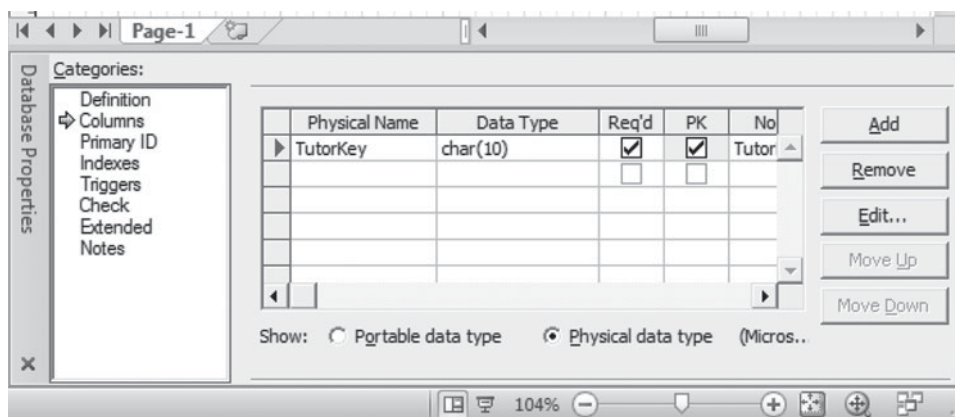 Page-1
Database Properties
Categories:
Definition
Columns
Primary ID
Indexes
Triggers
Check
Extended
Notes
Physical Name Data Type Req'd PK No
TutorKey char(10) Tutor
Add
Remove
Edit...
Move Up
Move Down
Show: Portable data type Physical data type (Micros..
104%